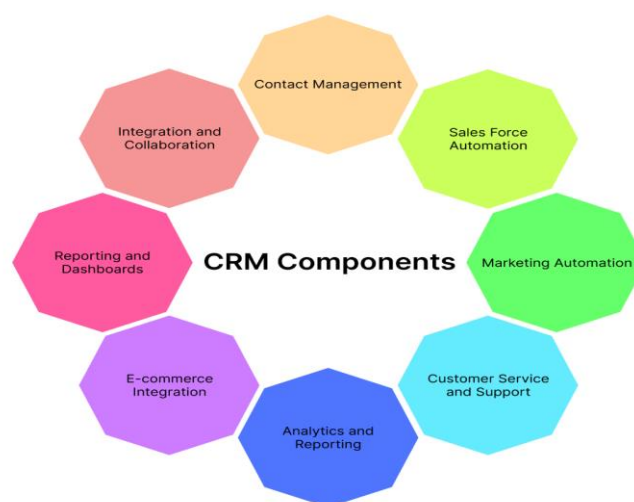 Contact Management
Sales Force
Automation
Marketing Automation
Customer Service
and Support
Analytics and
Reporting
E-commerce
Integration
Reporting and
Dashboards
Integration and
Collaboration
CRM Components